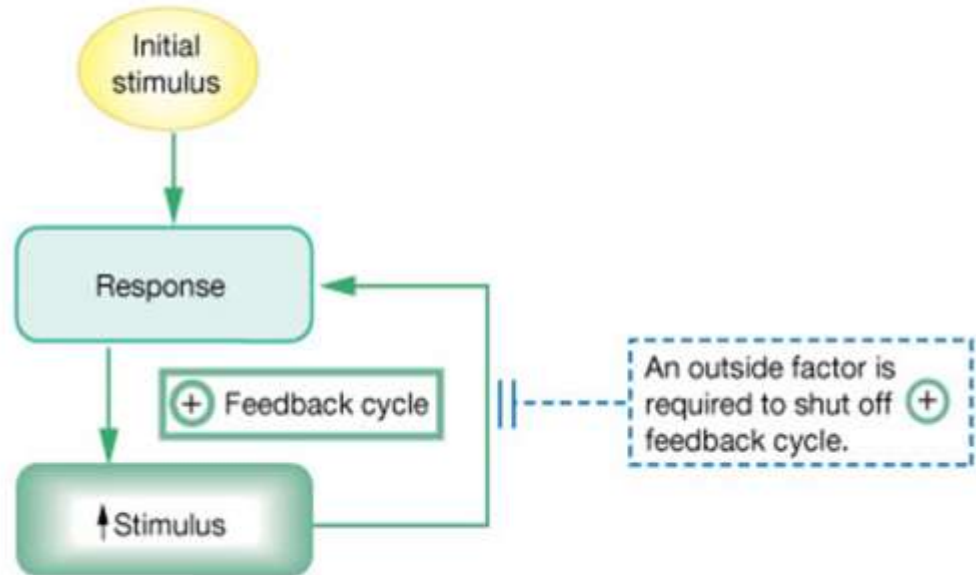 Initial
stimulus
Response
+ Feedback cycle
↑Stimulus
An outside factor is
required to shut off +
feedback cycle.